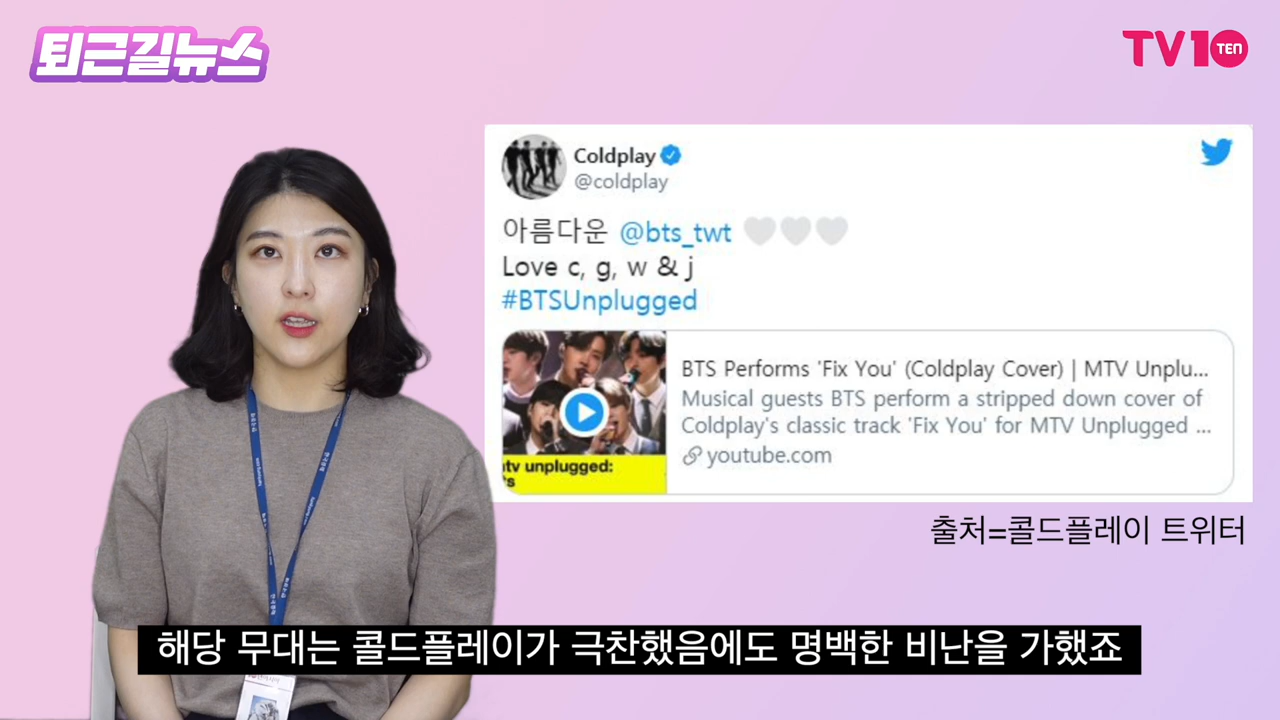 퇴근길뉴스
TV10
TEN
Coldplay
@coldplay
아름다운 @bts_twt
Love c, g, w & j
#BTSUnplugged
BTS Performs 'Fix You' (Coldplay Cover) | MTV Unplu...
Musical guests BTS perform a stripped down cover of
Coldplay's classic track 'Fix You' for MTV Unplugged ...
youtube.com
mtv unplugged:
출처=콜드플레이 트위터
해당 무대는 콜드플레이가 극찬했음에도 명백한 비난을 가했죠